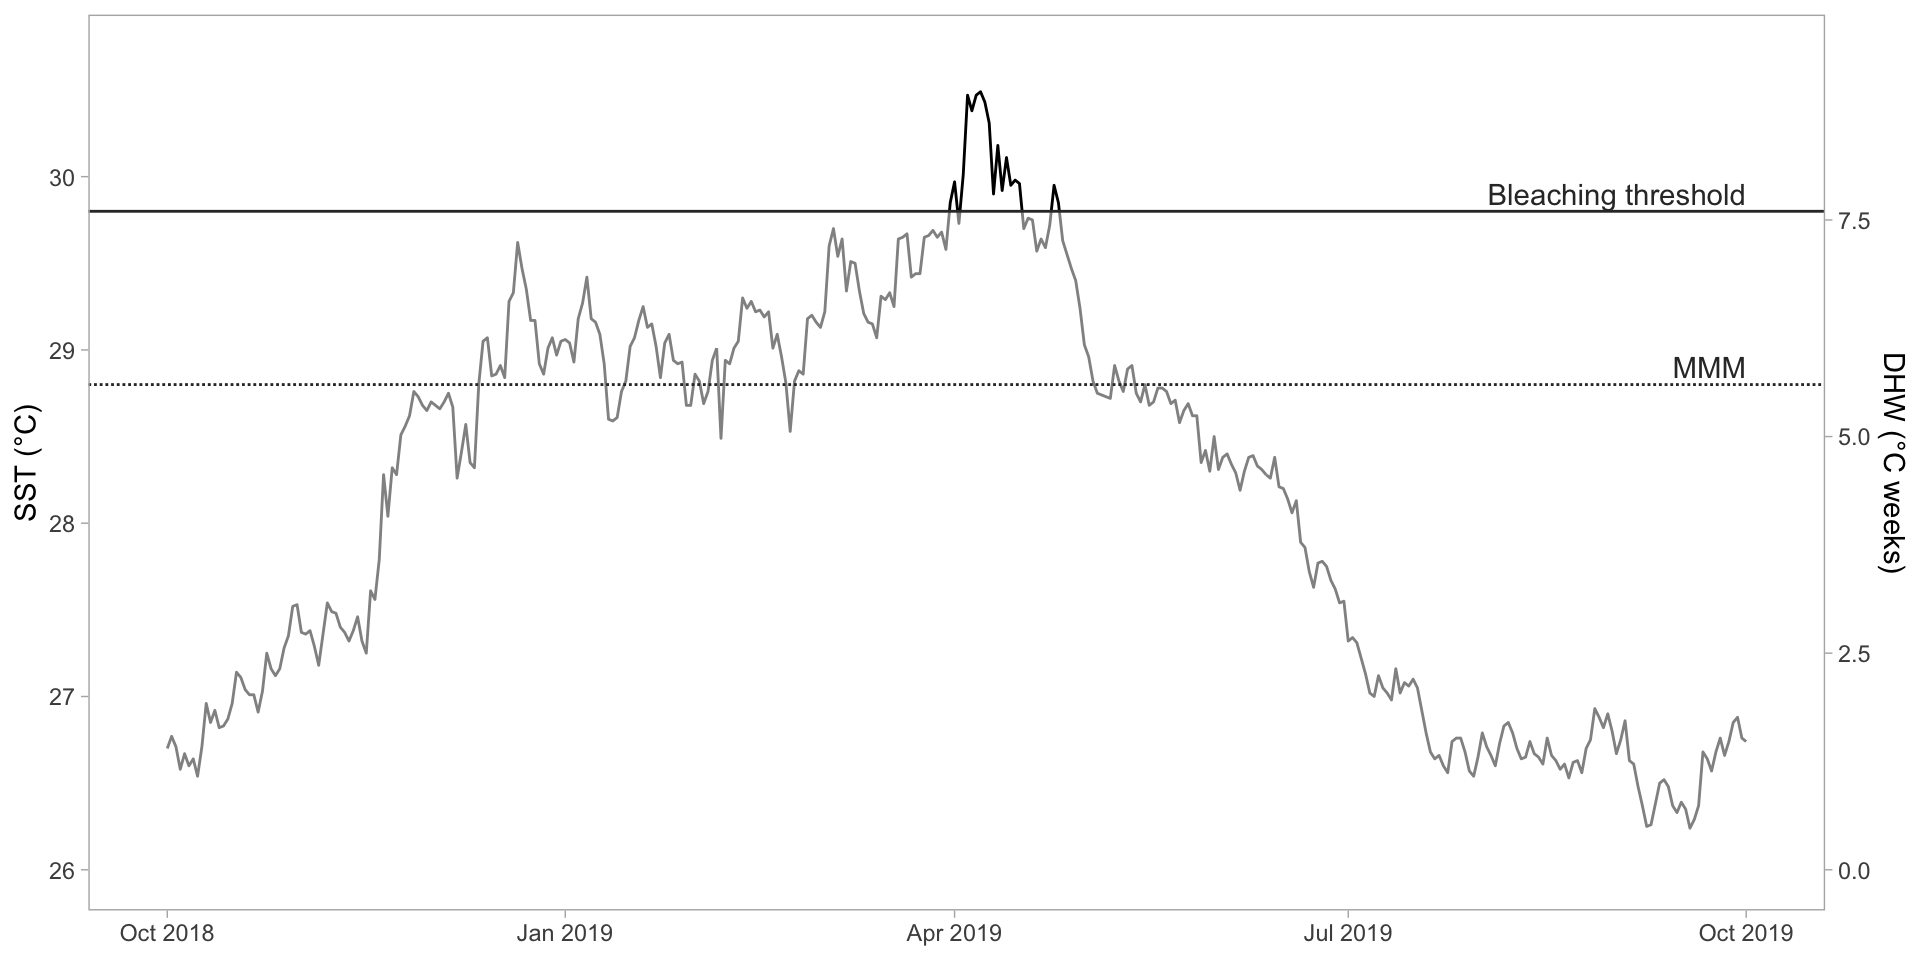 Bleaching threshold
MMM
SST (°C)
30
29
28
27
26
7.5
5.0
2.5
0.0
DHW (°C weeks)
Oct 2018
Jan 2019
Apr 2019
Jul 2019
Oct 2019